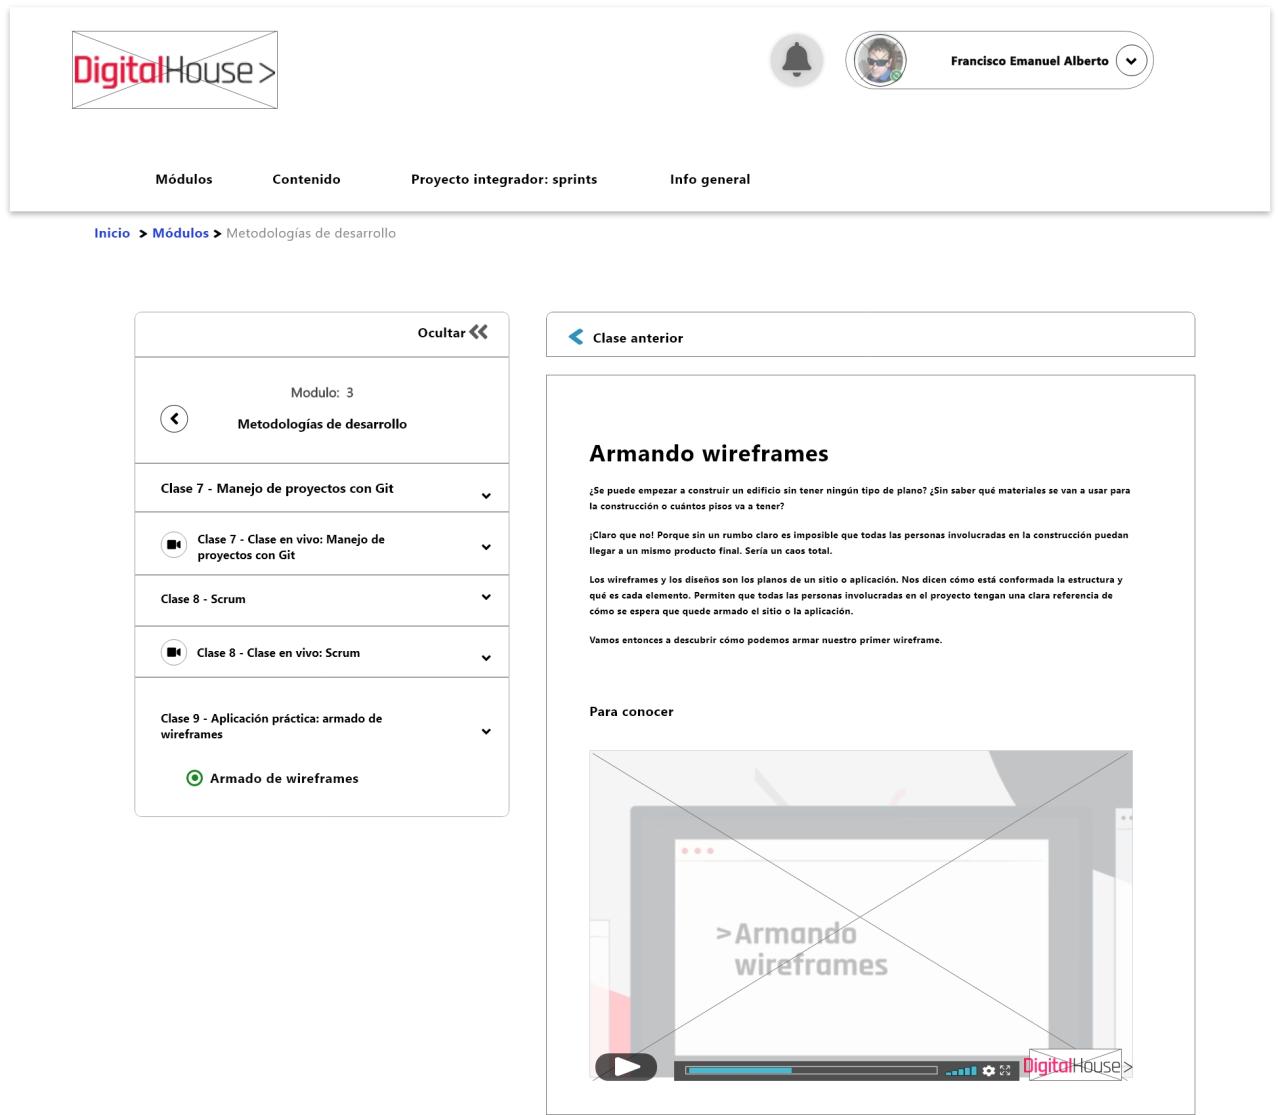 DigitalHouse>
Francisco Emanuel Alberto
Módulos Contenido Proyecto integrador: sprints Info general
Inicio > Módulos > Metodologías de desarrollo
Ocultar
Modulo: 3
Metodologías de desarrollo
Clase 7 - Manejo de proyectos con Git
Clase 7 - Clase en vivo: Manejo de
proyectos con Git
Clase 8 - Scrum
Clase 8 - Clase en vivo: Scrum
Clase 9 - Aplicación práctica: armado de
wireframes
Armado de wireframes
Clase anterior
Armando wireframes
¿Se puede empezar a construir un edificio sin tener ningún tipo de plano? ¿Sin saber qué materiales se van a usar para
la construcción o cuántos pisos va a tener?
¡Claro que no! Porque sin un rumbo claro es imposible que todas las personas involucradas en la construcción puedan
llegar a un mismo producto final. Sería un caos total.
Los wireframes y los diseños son los planos de un sitio o aplicación. Nos dicen cómo está conformada la estructura y
qué es cada elemento. Permiten que todas las personas involucradas en el proyecto tengan una clara referencia de
cómo se espera que quede armado el sitio o la aplicación.
Vamos entonces a descubrir cómo podemos armar nuestro primer wireframe.
Para conocer
>Armando
wireframes
DigitalHouse>